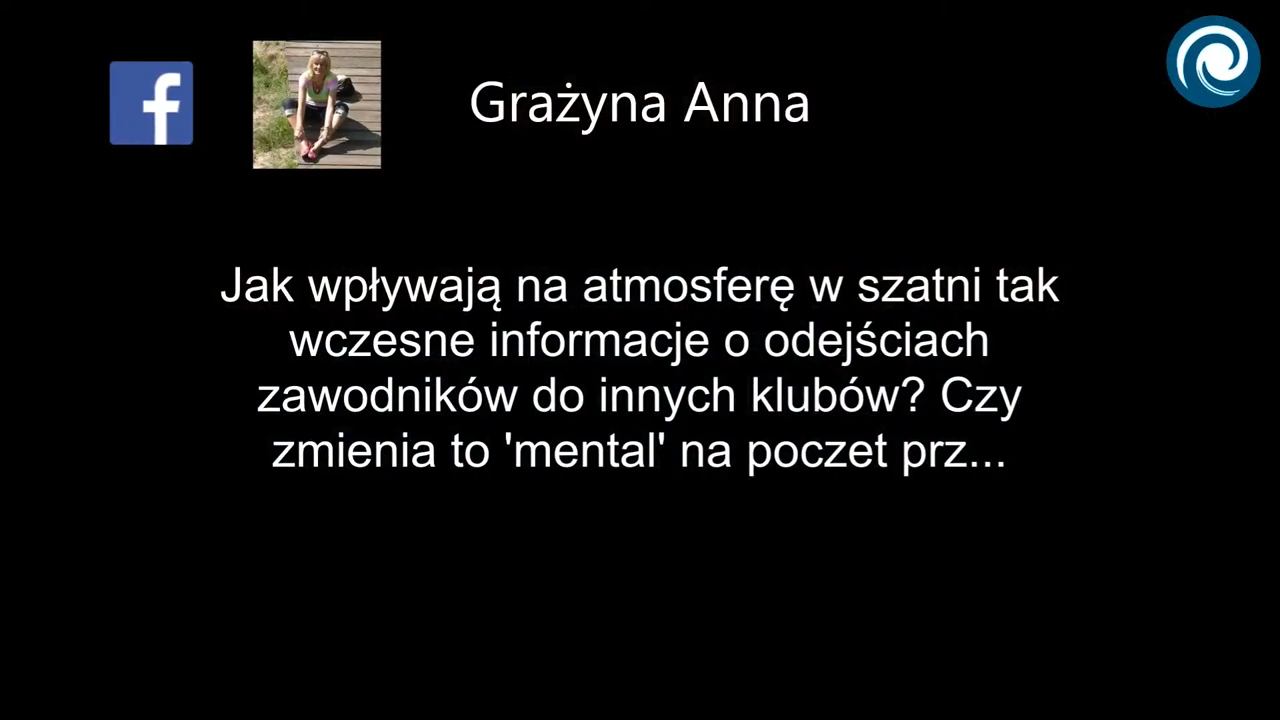 Grażyna Anna
Jak wpływają na atmosferę w szatni tak
wczesne informacje o odejściach
zawodników do innych klubów? Czy
zmienia to 'mental' na poczet prz...